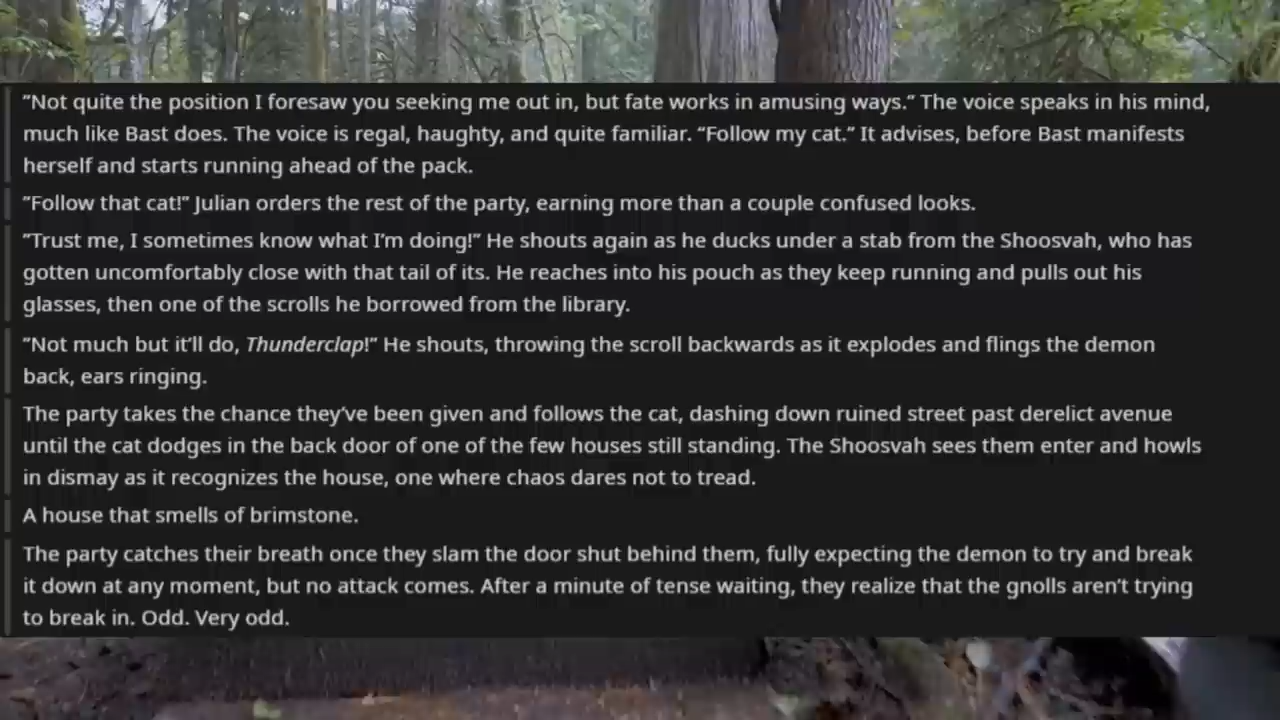 “Not quite the position I foresaw you seeking me out in, but fate works in amusing ways.” The voice speaks in his mind,
much like Bast does. The voice is regal, haughty, and quite familiar. “Follow my cat.” It advises, before Bast manifests
herself and starts running ahead of the pack.
“Follow that cat!” Julian orders the rest of the party, earning more than a couple confused looks.
“Trust me, I sometimes know what I’m doing!” He shouts again as he ducks under a stab from the Shoosvah, who has
gotten uncomfortably close with that tail of its. He reaches into his pouch as they keep running and pulls out his
glasses, then one of the scrolls he borrowed from the library.
“Not much but it’ll do, Thunderclap!” He shouts, throwing the scroll backwards as it explodes and flings the demon
back, ears ringing.
The party takes the chance they’ve been given and follows the cat, dashing down ruined street past derelict avenue
until the cat dodges in the back door of one of the few houses still standing. The Shoosvah sees them enter and howls
in dismay as it recognizes the house, one where chaos dares not to tread.
A house that smells of brimstone.
The party catches their breath once they slam the door shut behind them, fully expecting the demon to try and break
it down at any moment, but no attack comes. After a minute of tense waiting, they realize that the gnolls aren’t trying
to break in. Odd. Very odd.